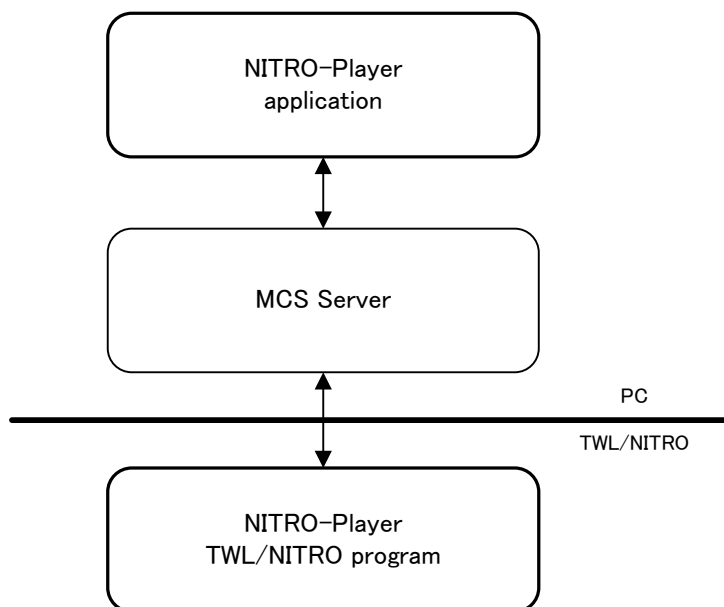 NITRO-Player
application
MCS Server
PC
TWL/NITRO
NITRO-Player
TWL/NITRO program